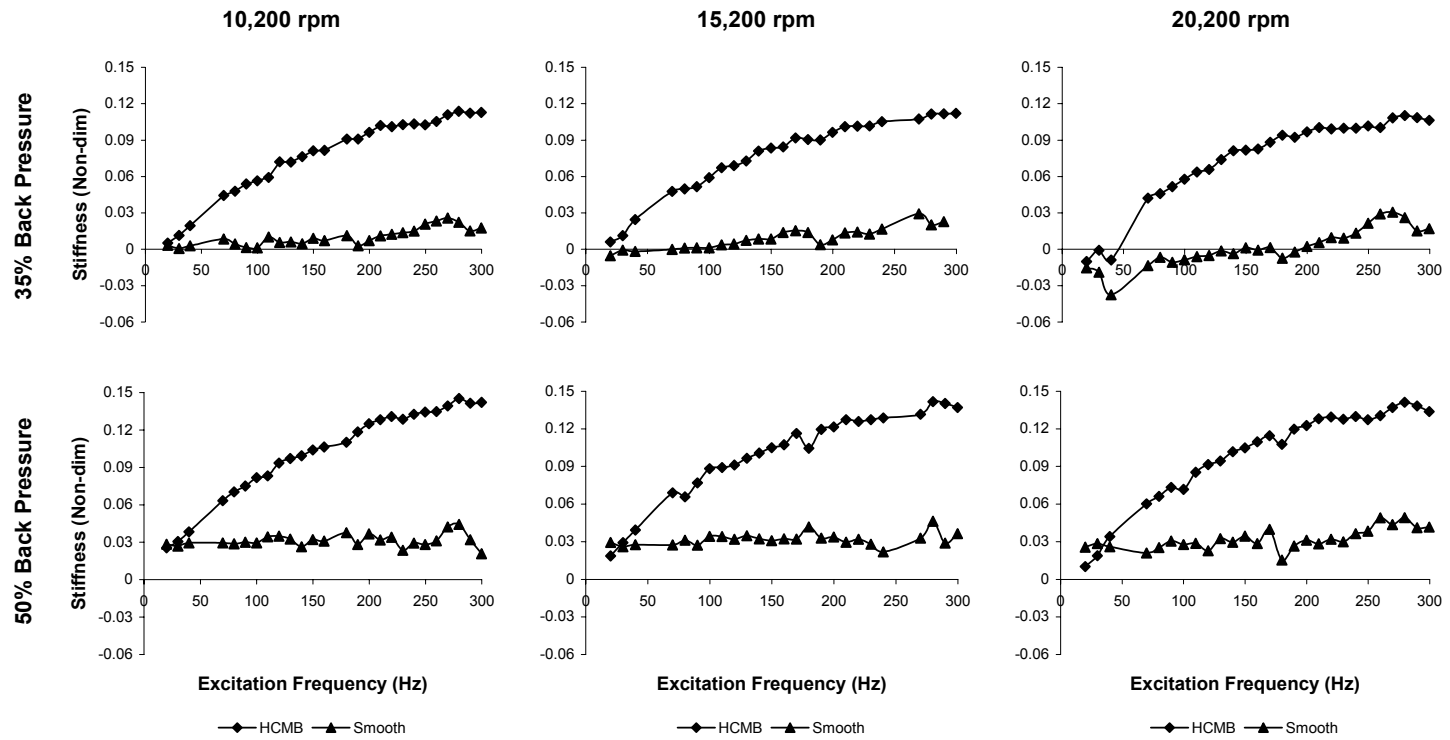 10,200 rpm
15,200 rpm
20,200 rpm
35% Back Pressure
Stiffness (Non-dim)
0.15
0.12
0.09
0.06
0.03
0
-0.03
-0.06
0 50 100 150 200 250 300
0.15
0.12
0.09
0.06
0.03
0
-0.03
-0.06
0 50 100 150 200 250 300
0.15
0.12
0.09
0.06
0.03
0
-0.03
-0.06
0 50 100 150 200 250 300
50% Back Pressure
Stiffness (Non-dim)
0.15
0.12
0.09
0.06
0.03
0
-0.03
-0.06
0 50 100 150 200 250 300
0.15
0.12
0.09
0.06
0.03
0
-0.03
-0.06
0 50 100 150 200 250 300
0.15
0.12
0.09
0.06
0.03
0
-0.03
-0.06
0 50 100 150 200 250 300
Excitation Frequency (Hz)
Excitation Frequency (Hz)
Excitation Frequency (Hz)
HCMB Smooth
HCMB Smooth
HCMB Smooth